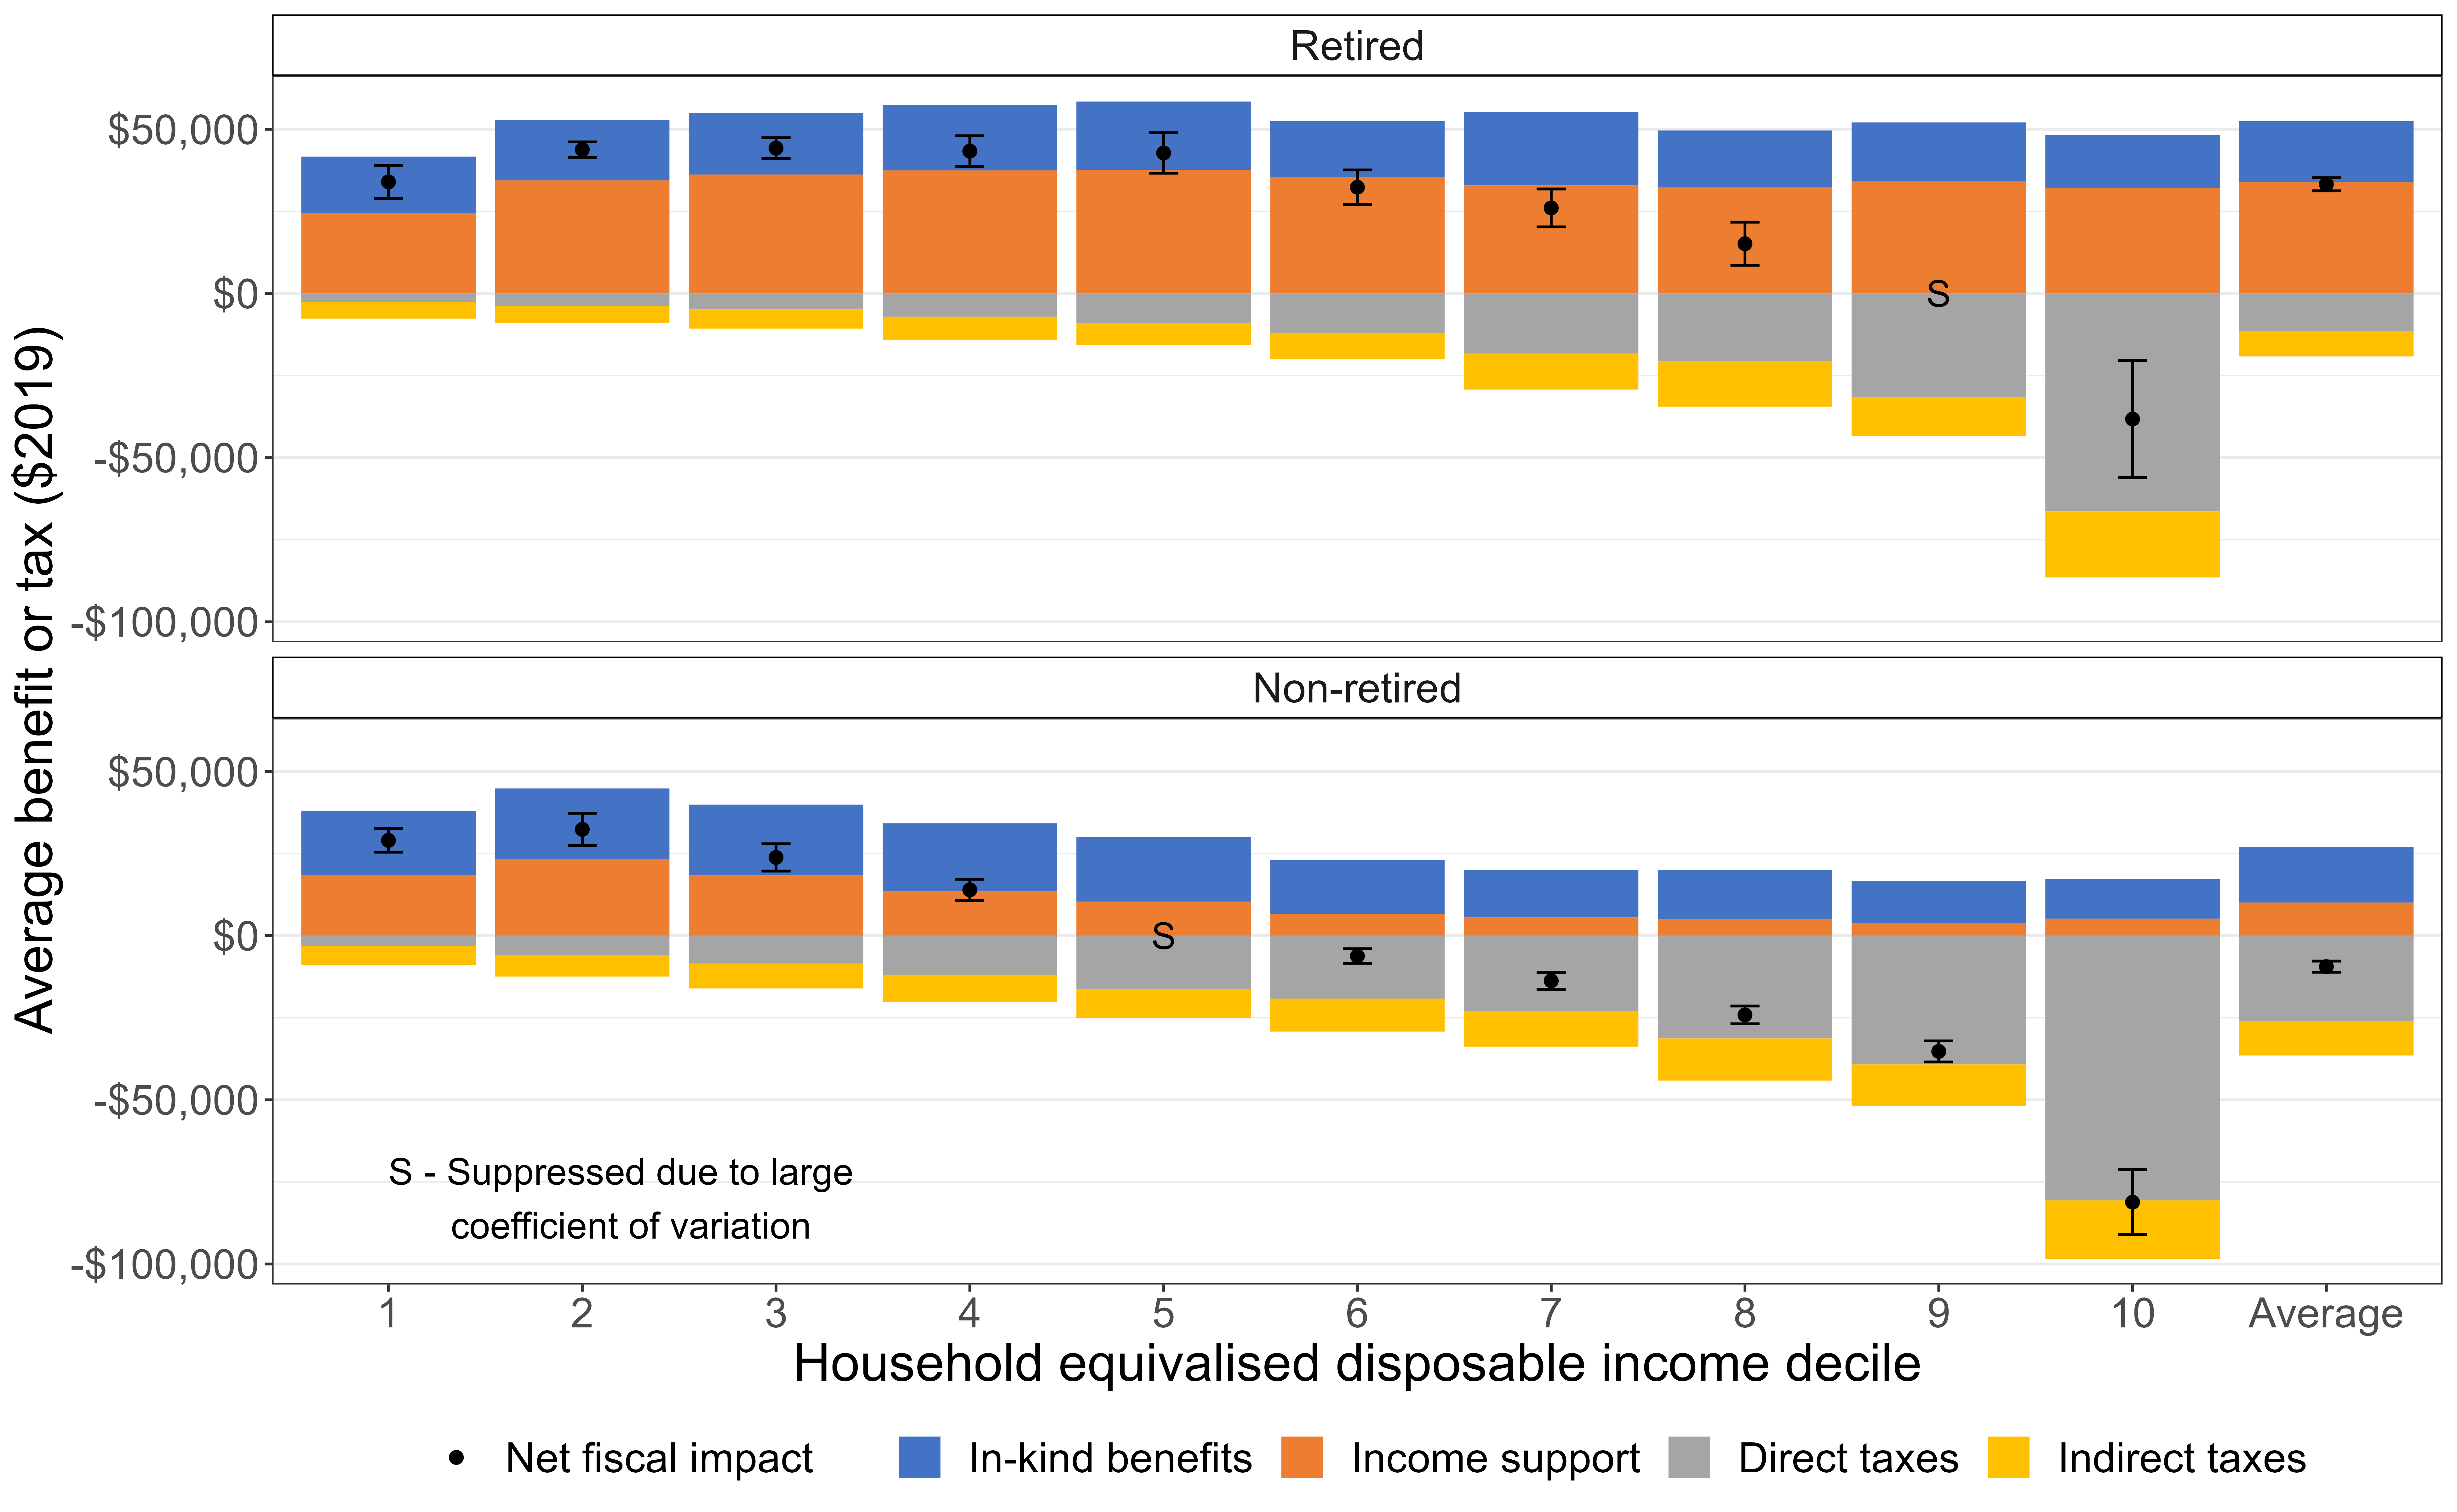 Retired
$50,000
$0
-$50,000
-$100,000
S
Average benefit or tax ($2019)
Non-retired
$50,000
$0
-$50,000
-$100,000
S
S - Suppressed due to large
coefficient of variation
1 2 3 4 5 6 7 8 9 10 Average
Household equivalised disposable income decile
Net fiscal impact In-kind benefits Income support Direct taxes Indirect taxes